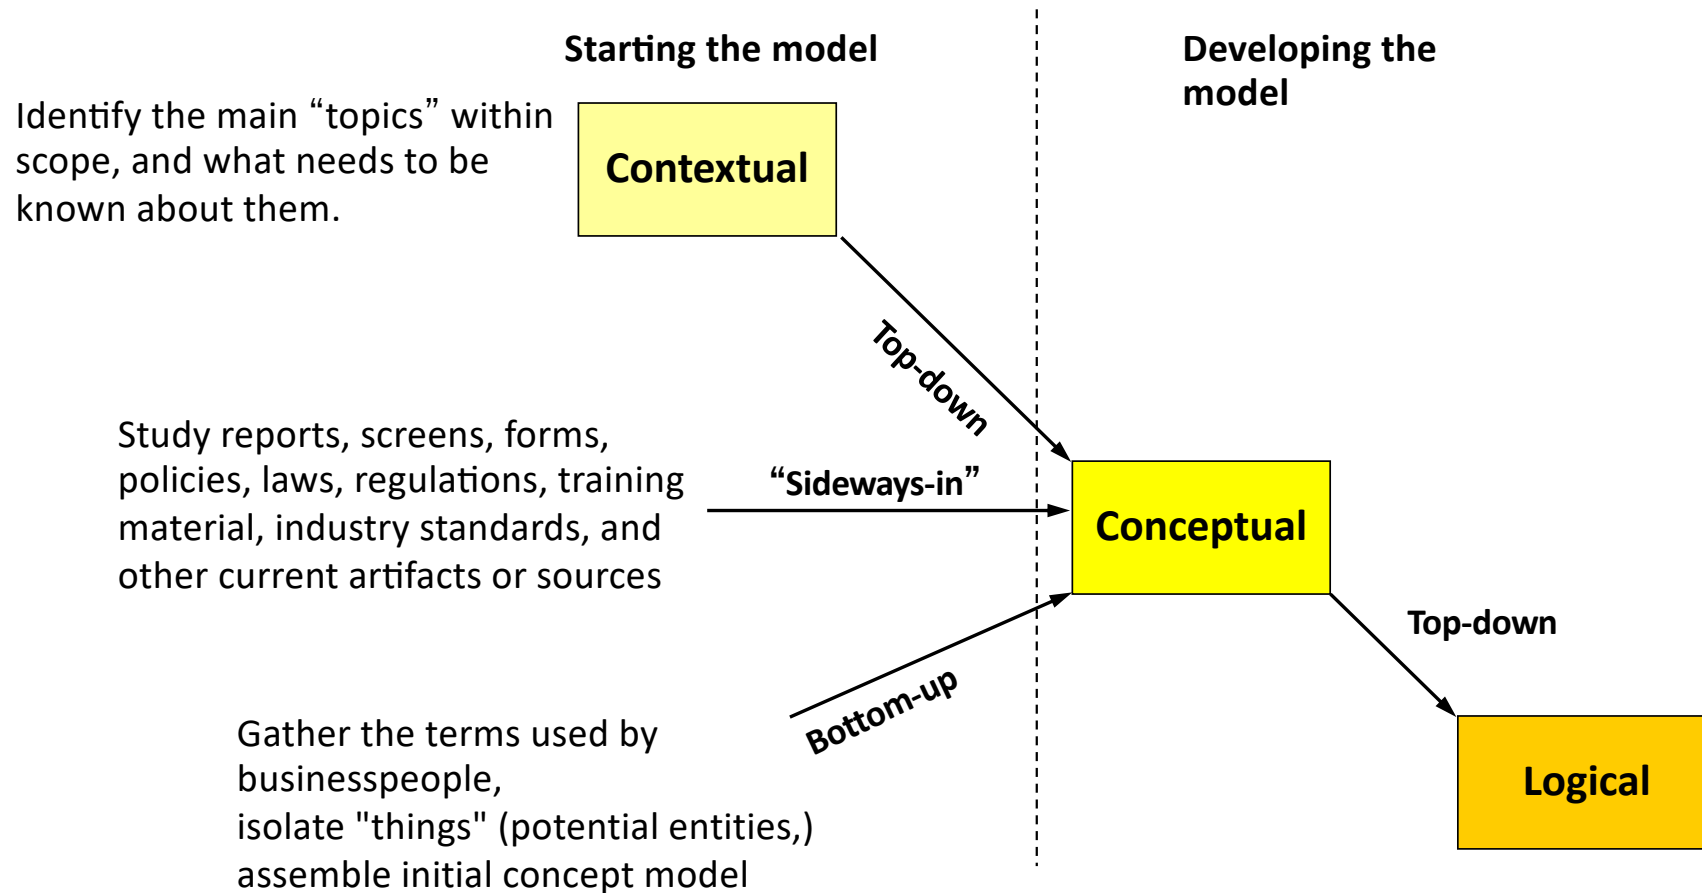 Starting the model
Developing the
model
Identify the main “topics” within
scope, and what needs to be
known about them.
Contextual
Top-down
Study reports, screens, forms,
policies, laws, regulations, training
material, industry standards, and
other current artifacts or sources
“Sideways-in”
Conceptual
Bottom-up
Top-down
Gather the terms used by
businesspeople,
isolate "things" (potential entities,)
assemble initial concept model
Logical